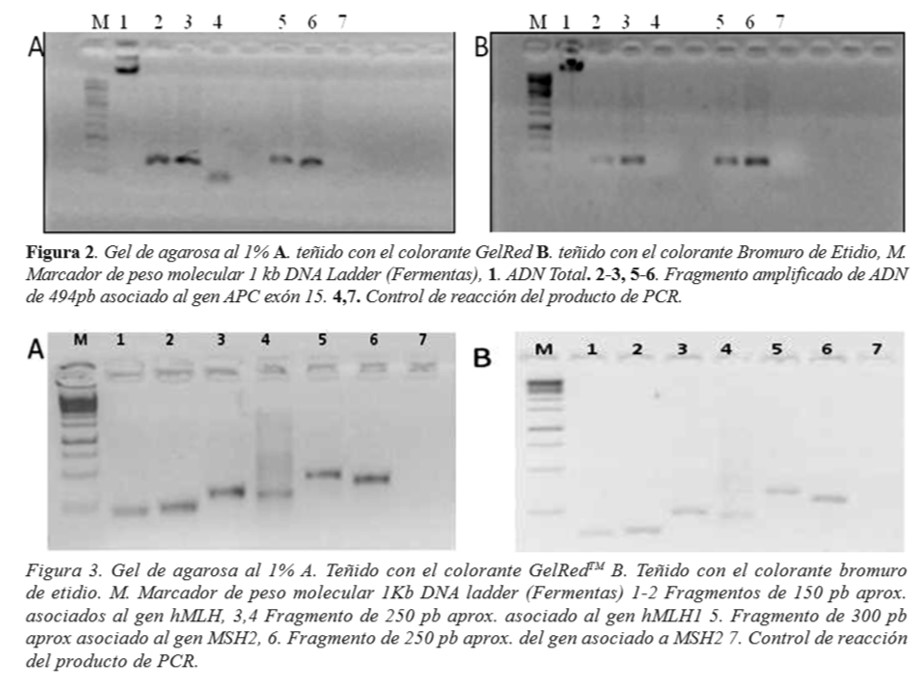 M 1 2 3 4 5 6 7
A
M 1 2 3 4 5 6 7
B
Figura 2. Gel de agarosa al 1% A. teñido con el colorante GelRed B. teñido con el colorante Bromuro de Etidio, M.
Marcador de peso molecular 1 kb DNA Ladder (Fermentas), 1. ADN Total. 2-3, 5-6. Fragmento amplificado de ADN
de 494pb asociado al gen APC exón 15. 4,7. Control de reacción del producto de PCR.
A
M 1 2 3 4 5 6 7
B
M 1 2 3 4 5 6 7
Figura 3. Gel de agarosa al 1% A. Teñido con el colorante GelRed™ B. Teñido con el colorante bromuro
de etidio. M. Marcador de peso molecular 1Kb DNA ladder (Fermentas) 1-2 Fragmentos de 150 pb aprox.
asociados al gen hMLH, 3,4 Fragmento de 250 pb aprox. asociado al gen hMLH1 5. Fragmento de 300 pb
aprox asociado al gen MSH2, 6. Fragmento de 250 pb aprox. del gen asociado a MSH2 7. Control de reacción
del producto de PCR.